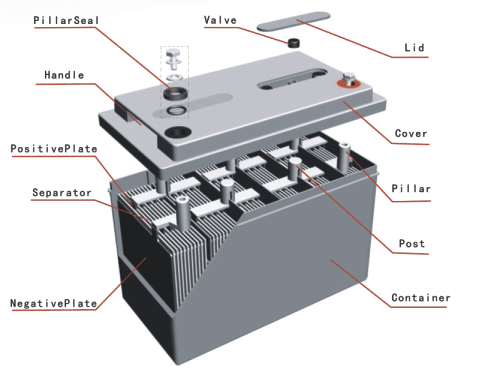 PillarSeal
Valve
Lid
Handle
Cover
PositivePlate
Separator
Pillar
Post
NegativePlate
Container